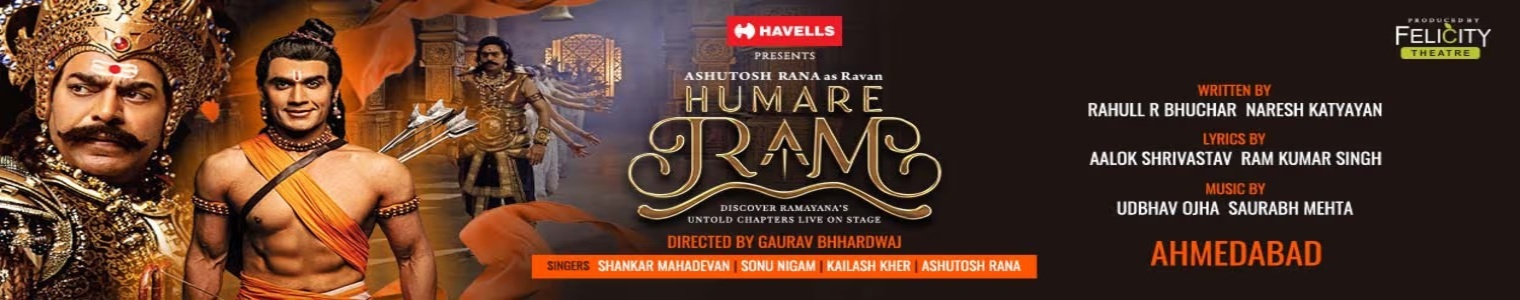 HAVELLS
PRESENTS
ASHUTOSH RANA as Ravan
HUMARE
RAM
DISCOVER RAMAYANA'S
UNTOLD CHAPTERS LIVE ON STAGE
DIRECTED BY GAURAV BHHARDWAJ
SINGERS SHANKAR MAHADEVAN | SONU NIGAM | KAILASH KHER | ASHUTOSH RANA
PRODUCED BY
FELICITY
THEATRE
WRITTEN BY
RAHULL R BHUCHAR NARESH KATYAYAN
LYRICS BY
AALOK SHRIVASTAV RAM KUMAR SINGH
MUSIC BY
UDBHAV OJHA SAURABH MEHTA
AHMEDABAD